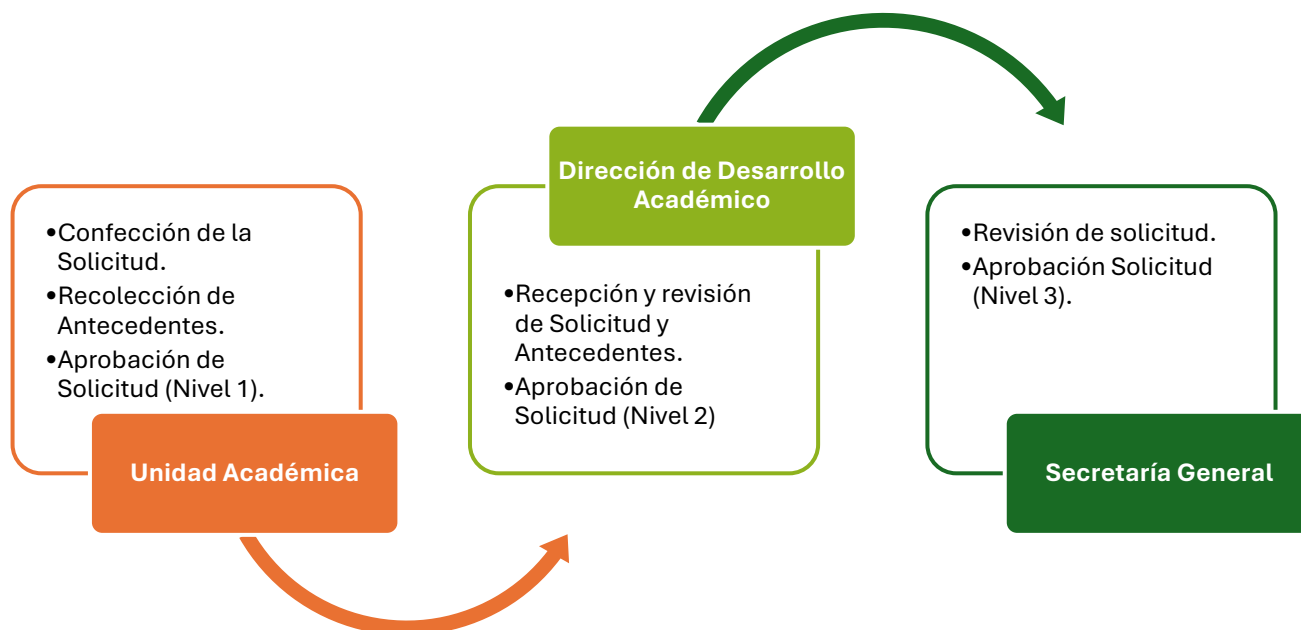 •Confección de la
Solicitud.
•Recolección de
Antecedentes.
•Aprobación de
Solicitud (Nivel 1).
Unidad Académica
Dirección de Desarrollo
Académico
•Recepción y revisión
de Solicitud y
Antecedentes.
•Aprobación de
Solicitud (Nivel 2)
•Revisión de solicitud.
•Aprobación Solicitud
(Nivel 3).
Secretaría General